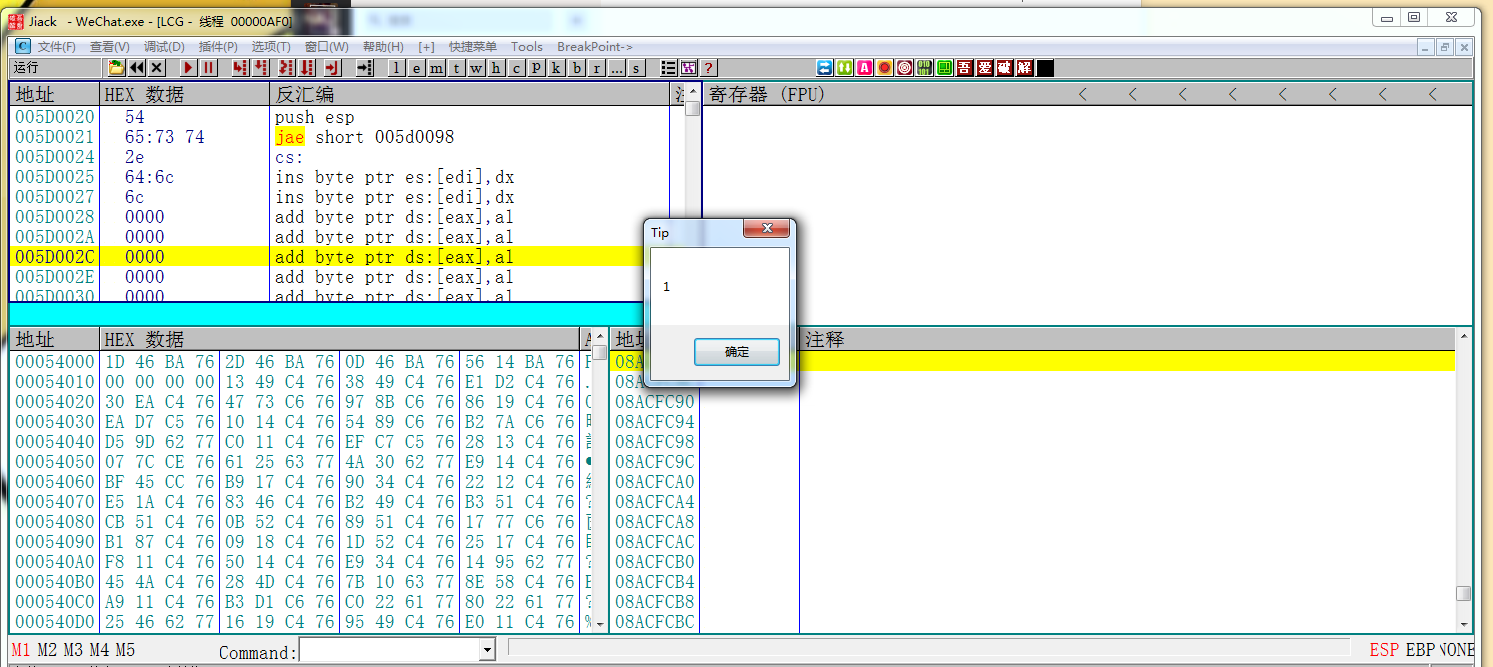 Jiack - WeChat.exe - [LCG - 线程 00000AF0]
文件(F) 查看(V) 调试(D) 插件(P) 选项(T) 窗口(W) 帮助(H) [+] 快捷菜单 Tools BreakPoint->
运行 l e m t w h c P k b r ... s ? A 吾 爱 破 解
地址 HEX 数据 反汇编 寄存器 (FPU) < < < < < < < <
005D0020 54 push esp
005D0021 65:73 74 jae short 005d0098
005D0024 2e cs:
005D0025 64:6c ins byte ptr es:[edi],dx
005D0027 6c ins byte ptr es:[edi],dx
005D0028 0000 add byte ptr ds:[eax],al
005D002A 0000 add byte ptr ds:[eax],al
005D002C 0000 add byte ptr ds:[eax],al
005D002E 0000 add byte ptr ds:[eax],al
005D0030 0000 add byte ptr ds:[eax],al
Tip
1
确定
地址 HEX 数据 地 注释
00054000 1D 46 BA 76 2D 46 BA 76 0D 46 BA 76 56 14 BA 76 08A
00054010 00 00 00 00 13 49 C4 76 38 49 C4 76 E1 D2 C4 76
00054020 30 EA C4 76 47 73 C6 76 97 8B C6 76 86 19 C4 76 08ACFC90
00054030 EA D7 C5 76 10 14 C4 76 54 89 C6 76 B2 7A C6 76 08ACFC94
00054040 D5 9D 62 77 C0 11 C4 76 EF C7 C5 76 28 13 C4 76 08ACFC98
00054050 07 7C CE 76 61 25 63 77 4A 30 62 77 E9 14 C4 76 08ACFC9C
00054060 BF 45 CC 76 B9 17 C4 76 90 34 C4 76 22 12 C4 76 08ACFCA0
00054070 E5 1A C4 76 83 46 C4 76 B2 49 C4 76 B3 51 C4 76 08ACFCA4
00054080 CB 51 C4 76 0B 52 C4 76 89 51 C4 76 17 77 C6 76 08ACFCA8
00054090 B1 87 C4 76 09 18 C4 76 1D 52 C4 76 25 17 C4 76 08ACFCAC
000540A0 F8 11 C4 76 50 14 C4 76 E9 34 C4 76 14 95 62 77 08ACFCB0
000540B0 45 4A C4 76 28 4D C4 76 7B 10 63 77 8E 58 C4 76 08ACFCB4
000540C0 A9 11 C4 76 B3 D1 C6 76 C0 22 61 77 80 22 61 77 08ACFCB8
000540D0 25 46 62 77 16 19 C4 76 95 49 C4 76 E0 11 C4 76 08ACFCBC
M1 M2 M3 M4 M5 Command: ESP EBP NONE